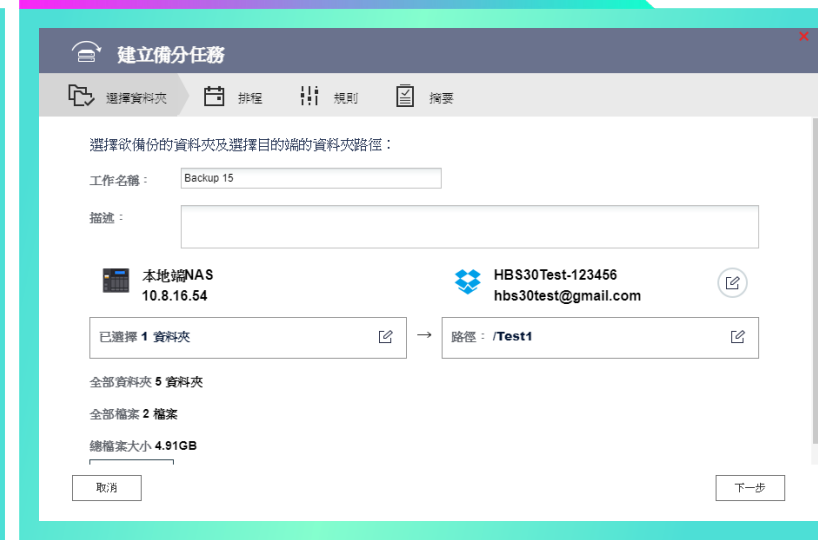 建立備分任務
選擇資料夾 排程 規則 摘要
選擇欲備份的資料夾及選擇目的端的資料夾路徑：
工作名稱： Backup 15
描述：
本地端NAS HBS30Test-123456
10.8.16.54 hbs30test@gmail.com
已選擇 1 資料夾 → 路徑： /Test1
全部資料夾 5 資料夾
全部檔案 2 檔案
總檔案大小 4.91GB
取消 下一步